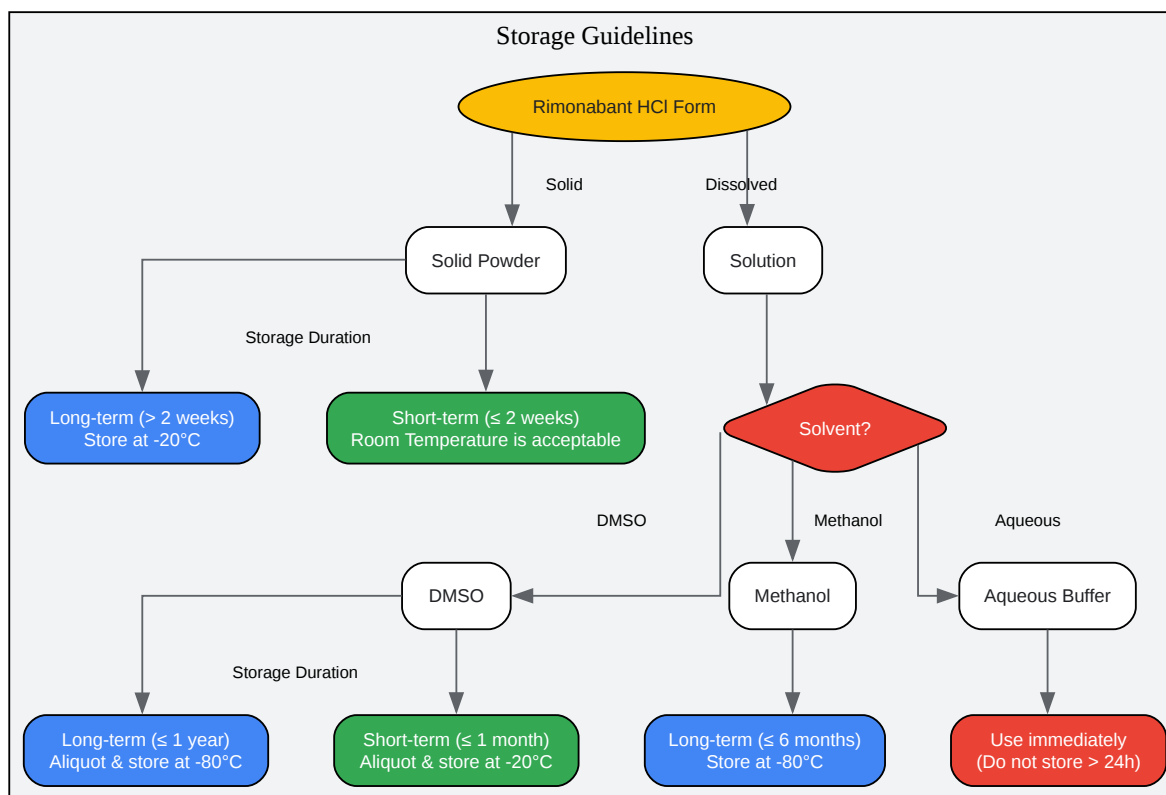 Storage Guidelines
Rimonabant HCl Form
Solid
Dissolved
Solid Powder
Solution
Storage Duration
Long-term (> 2 weeks)
Store at -20°C
Short-term (≤ 2 weeks)
Room Temperature is acceptable
Solvent?
DMSO
Methanol
Aqueous
DMSO
Methanol
Aqueous Buffer
Storage Duration
Long-term (≤ 1 year)
Aliquot & store at -80°C
Short-term (≤ 1 month)
Aliquot & store at -20°C
Long-term (≤ 6 months)
Store at -80°C
Use immediately
(Do not store > 24h)